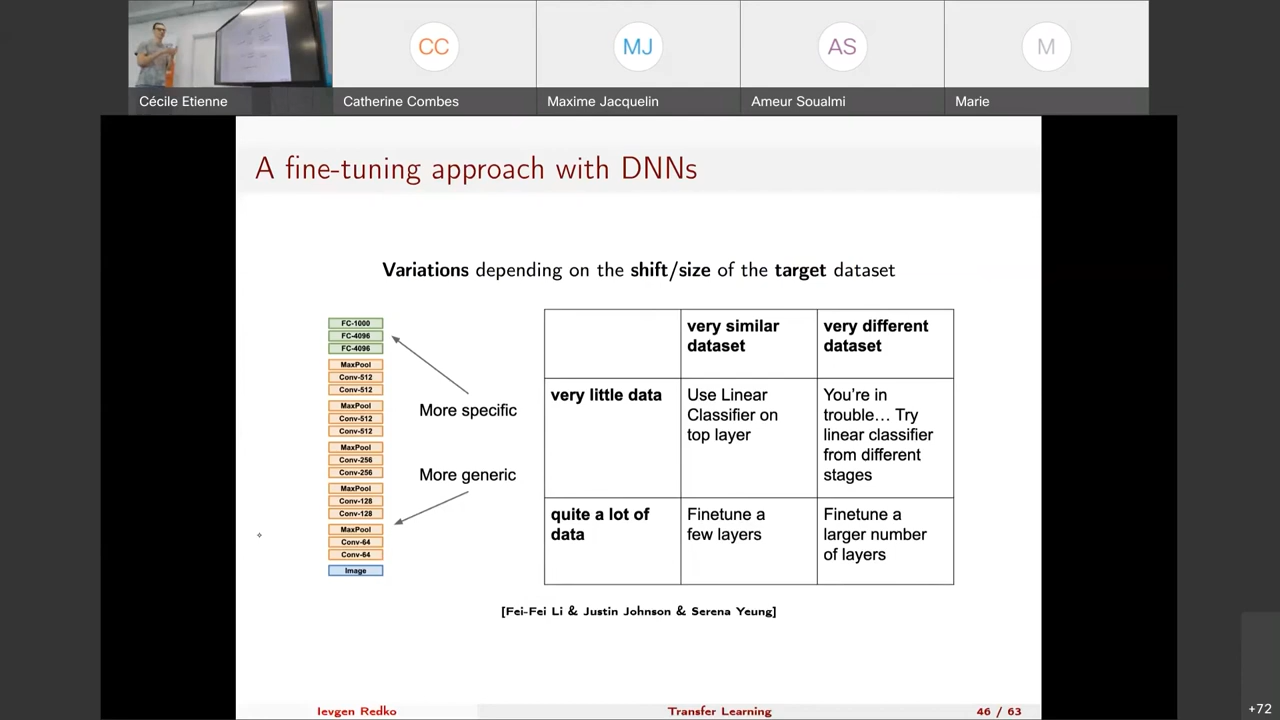 CC
MJ
AS
M
Cécile Etienne
Catherine Combes
Maxime Jacquelin
Ameur Soualmi
Marie
A fine-tuning approach with DNNs
Variations depending on the shift/size of the target dataset
FC-1000
FC-4096
FC-4096
MaxPool
Conv-512
Conv-512
MaxPool
Conv-512
Conv-512
MaxPool
Conv-256
Conv-256
MaxPool
Conv-128
Conv-128
MaxPool
Conv-64
Conv-64
Image
More specific
More generic
very similar
dataset
very different
dataset
very little data
Use Linear
Classifier on
top layer
You're in
trouble... Try
linear classifier
from different
stages
quite a lot of
data
Finetune a
few layers
Finetune a
larger number
of layers
[Fei-Fei Li & Justin Johnson & Serena Yeung]
Ievgen Redko
Transfer Learning
46 / 63
+72